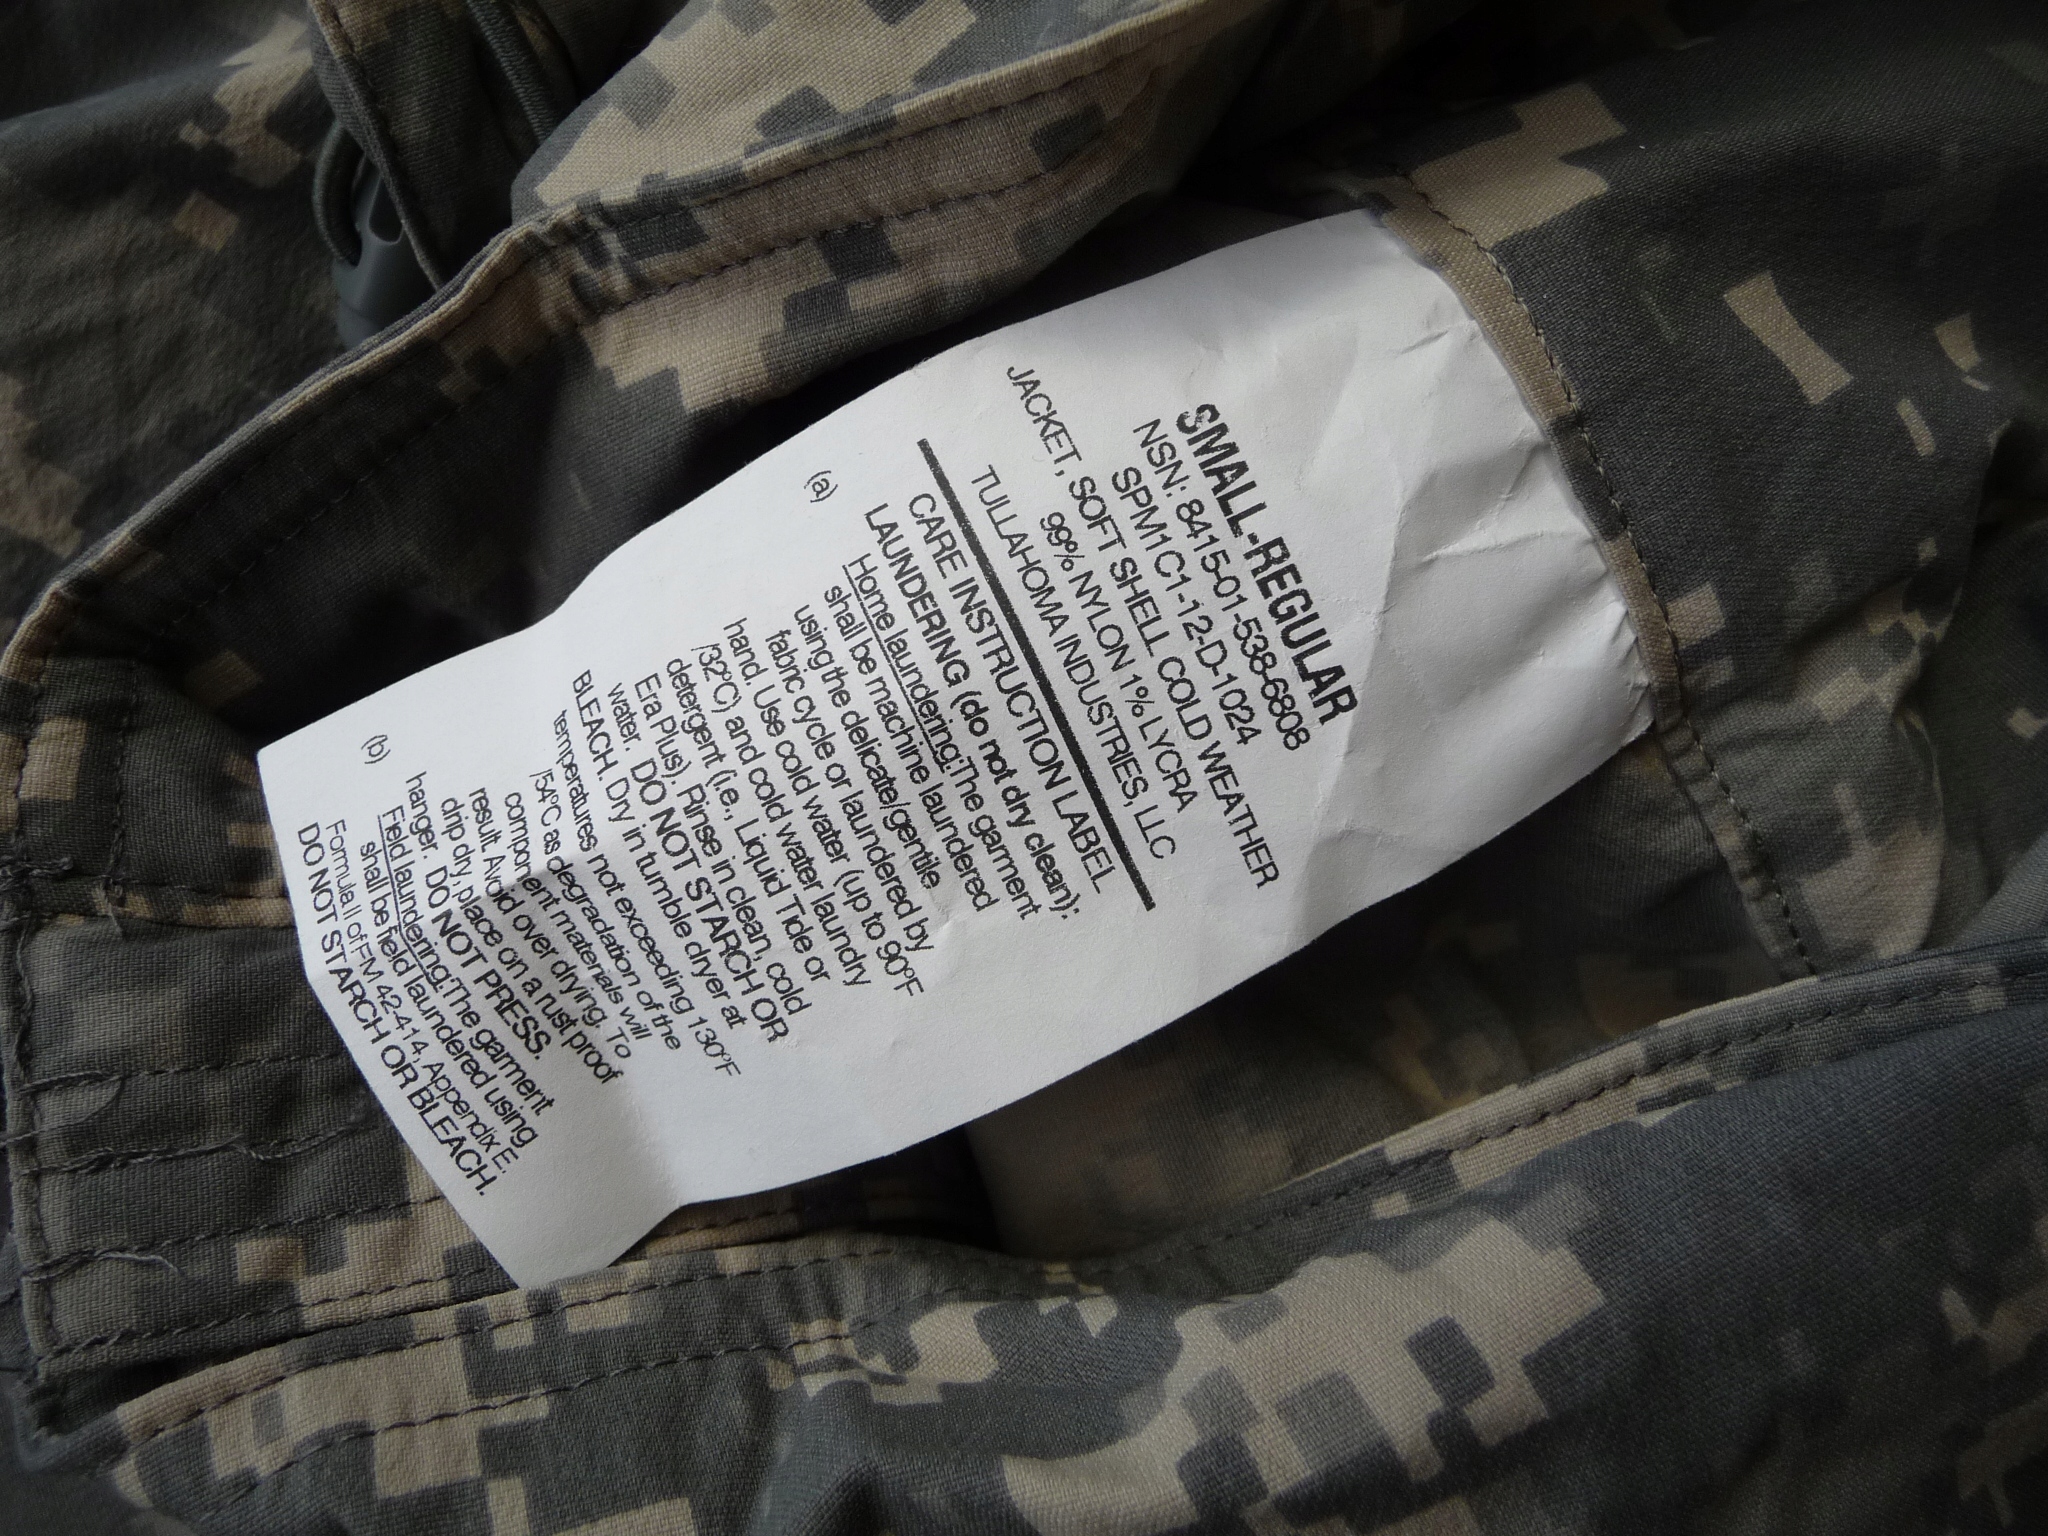 SMALL-REGULAR
NSN: 8415-01-538-6808
SPM1C1-12-D-1024
JACKET, SOFT SHELL COLD WEATHER
99% NYLON 1% LYCRA
TULLAHOMA INDUSTRIES, LLC
CARE INSTRUCTION LABEL
LAUNDERING (do not dry clean):
(a) Home laundering:The garment
shall be machine laundered
using the delicate/gentile
fabric cycle or laundered by
hand. Use cold water (up to 90°F
/32°C) and cold water laundry
detergent (i.e., Liquid Tide or
Era Plus). Rinse in clean, cold
water. DO NOT STARCH OR
BLEACH. Dry in tumble dryer at
temperatures not exceeding 130°F
/54°C as degradation of the
component materials will
result. Avoid over drying. To
drip dry, place on a rust proof
hanger. DO NOT PRESS.
(b) Field laundering:The garment
shall be field laundered using
Formula II of FM 42-414, Appendix E.
DO NOT STARCH OR BLEACH.